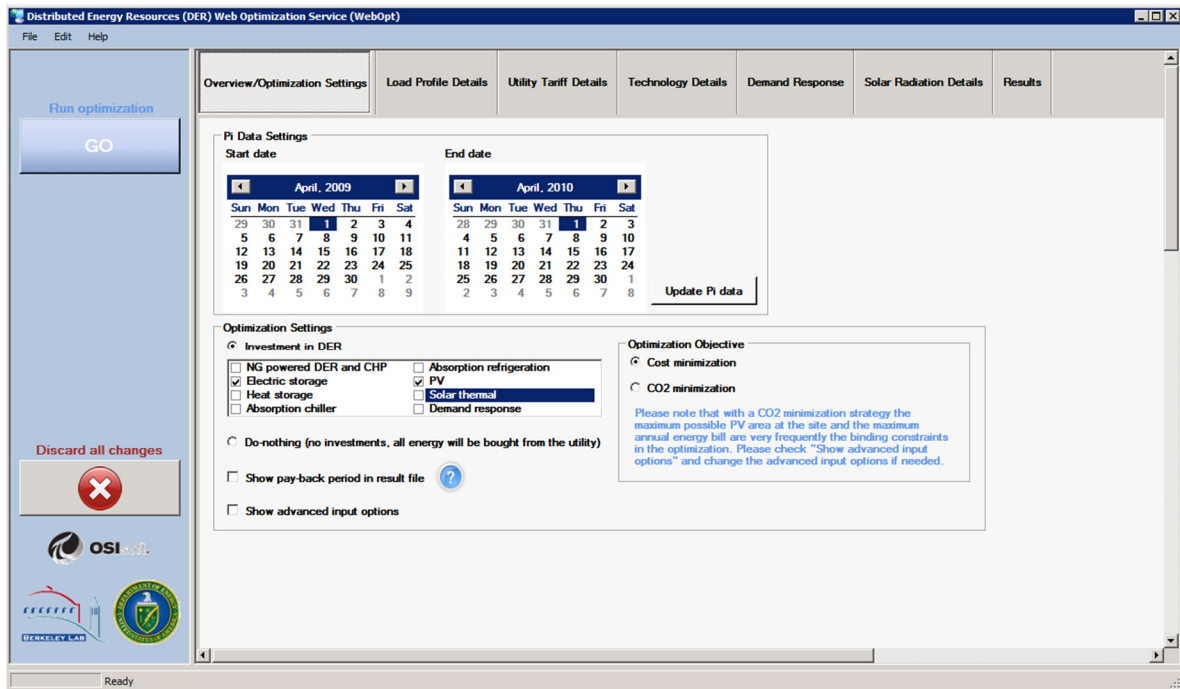 Distributed Energy Resources (DER) Web Optimization Service (WebOpt)
File Edit Help
Run optimization
GO
Discard all changes
OSIsoft.
BERKELEY LAB
Overview/Optimization Settings Load Profile Details Utility Tariff Details Technology Details Demand Response Solar Radiation Details Results
Pi Data Settings
Start date End date
April, 2009 April, 2010
Sun Mon Tue Wed Thu Fri Sat Sun Mon Tue Wed Thu Fri Sat
29 30 31 1 2 3 4 28 29 30 31 1 2 3
5 6 7 8 9 10 11 4 5 6 7 8 9 10
12 13 14 15 16 17 18 11 12 13 14 15 16 17
19 20 21 22 23 24 25 18 19 20 21 22 23 24
26 27 28 29 30 1 2 25 26 27 28 29 30 1
3 4 5 6 7 8 9 2 3 4 5 6 7 8
Update Pi data
Optimization Settings
Investment in DER
NG powered DER and CHP Absorption refrigeration
Electric storage PV
Heat storage Solar thermal
Absorption chiller Demand response
Do-nothing (no investments, all energy will be bought from the utility)
Show pay-back period in result file ?
Show advanced input options
Optimization Objective
Cost minimization
CO2 minimization
Please note that with a CO2 minimization strategy the
maximum possible PV area at the site and the maximum
annual energy bill are very frequently the binding constraints
in the optimization. Please check "Show advanced input
options" and change the advanced input options if needed.
Ready